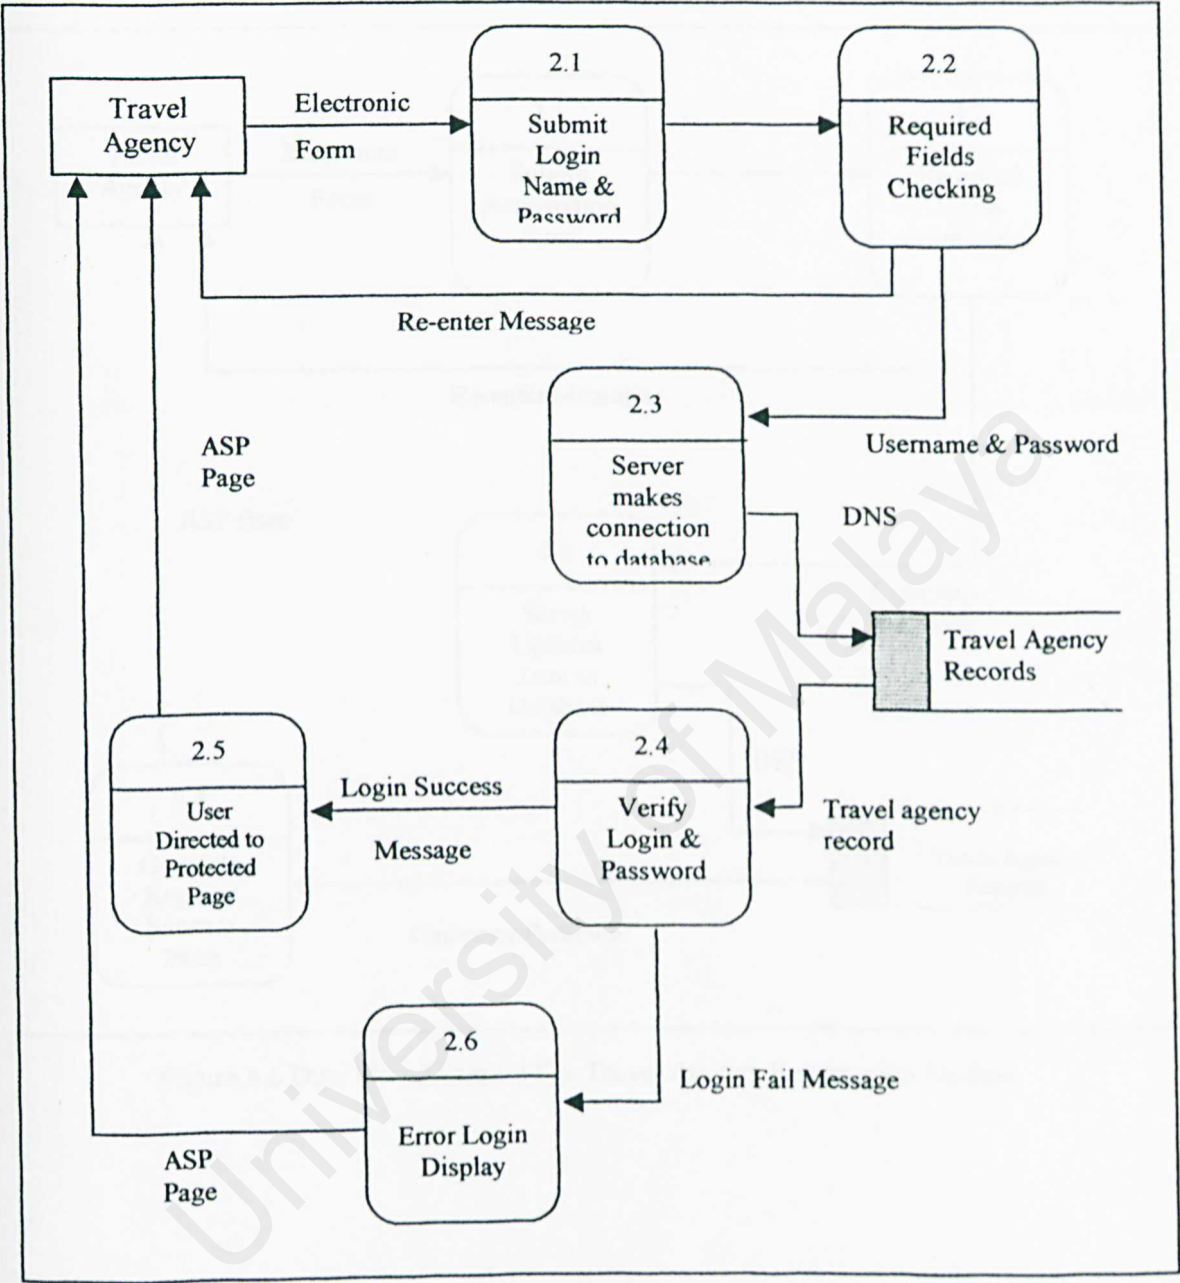 2.1
2.2
Travel
Agency
Electronic
Form
Submit
Login
Name &
Password
Required
Fields
Checking
Re-enter Message
2.3
Server
makes
connection
to database
Username & Password
ASP
Page
DNS
Travel Agency
Records
2.5
User
Directed to
Protected
Page
Login Success
Message
2.4
Verify
Login &
Password
Travel agency
record
2.6
Error Login
Display
Login Fail Message
ASP
Page
University of Malaya